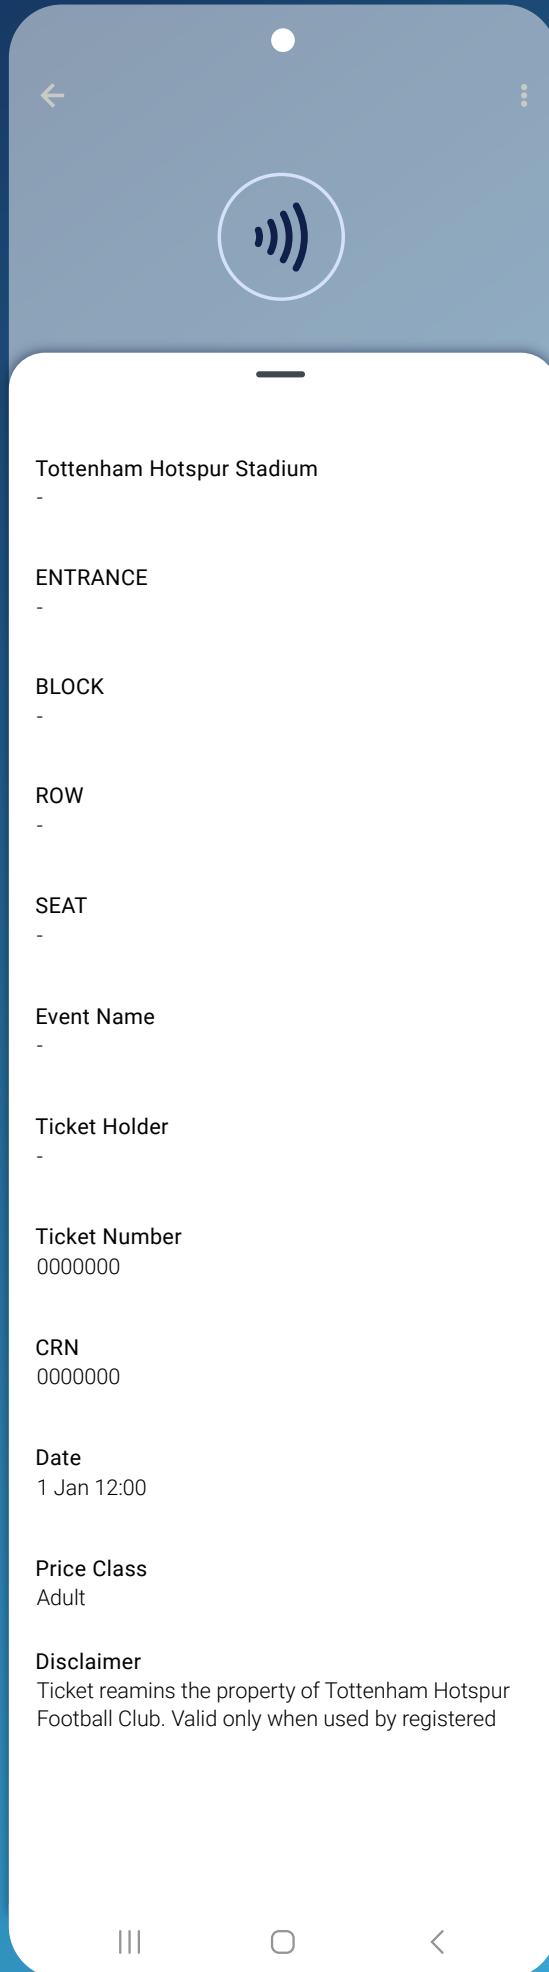 Tottenham Hotspur Stadium
-
ENTRANCE
-
BLOCK
-
ROW
-
SEAT
-
Event Name
-
Ticket Holder
-
Ticket Number
0000000
CRN
0000000
Date
1 Jan 12:00
Price Class
Adult
Disclaimer
Ticket reamins the property of Tottenham Hotspur
Football Club. Valid only when used by registered